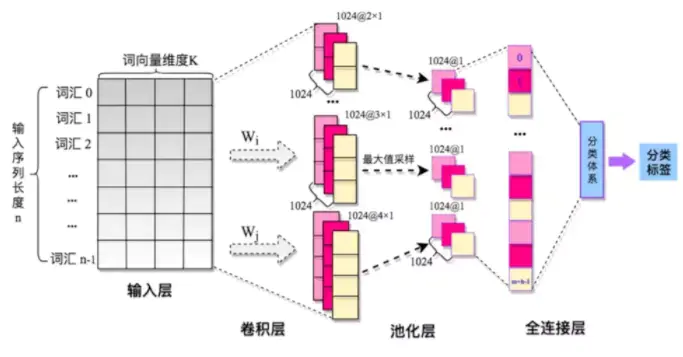 词向量维度K
输入序列长度n
词汇 0
词汇 1
词汇 2
...
...
...
词汇 n-1
输入层
Wi
Wj
1024@2×1
1024
...
1024@3×1
1024
1024@4×1
卷积层
最大值采样
1024@1
1024
...
1024@1
1024@1
1024
池化层
0
1
...
全连接层
分类体系
分类
标签